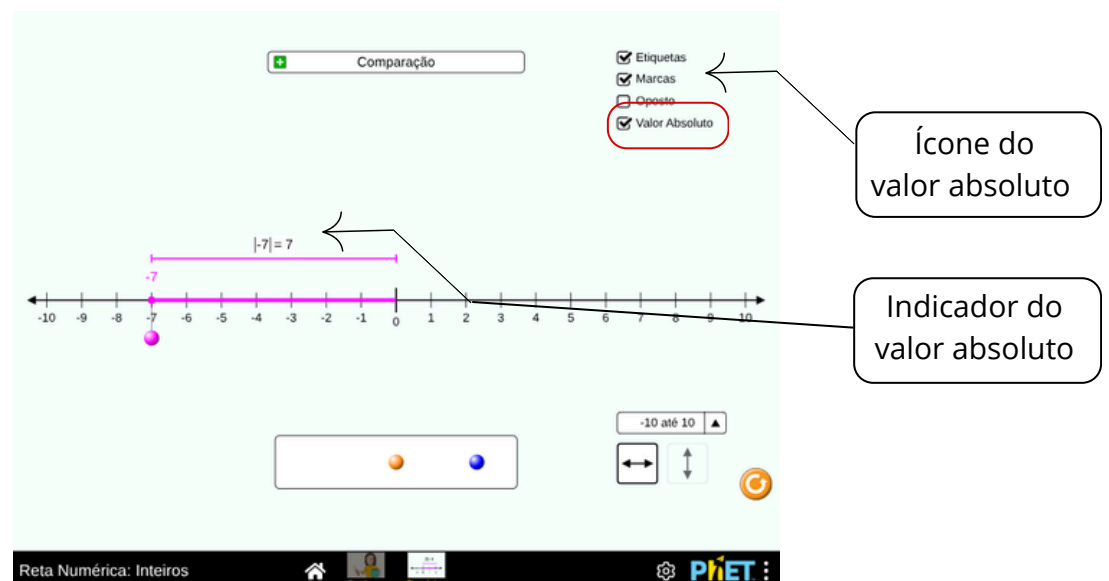 Comparação
Etiquetas
Marcas
Oposto
Valor Absoluto
Ícone do
valor absoluto
|-7| = 7
-7
-10 -9 -8 -7 -6 -5 -4 -3 -2 -1 0 1 2 3 4 5 6 7 8 9 10
Indicador do
valor absoluto
-10 até 10
Reta Numérica: Inteiros
PhET